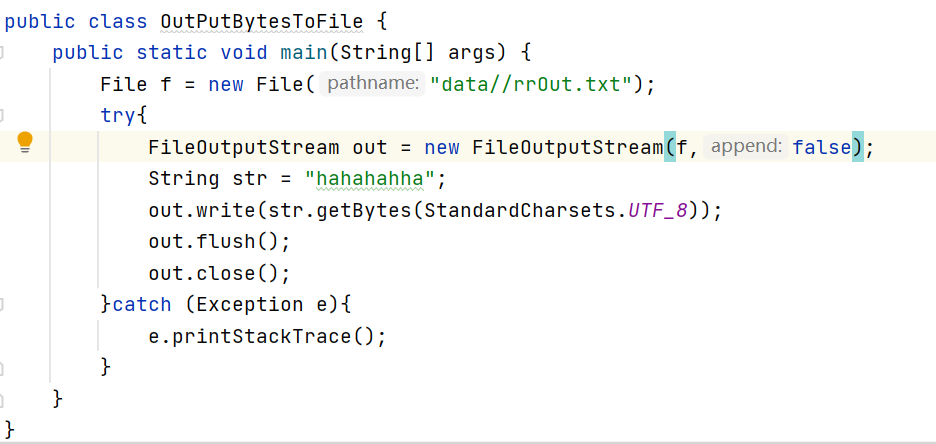 public class OutPutBytesToFile {
public static void main(String[] args) {
File f = new File( pathname: "data//rrOut.txt");
try{
FileOutputStream out = new FileOutputStream(f, append: false);
String str = "hahahahha";
out.write(str.getBytes(StandardCharsets.UTF_8));
out.flush();
out.close();
}catch (Exception e){
e.printStackTrace();
}
}
}